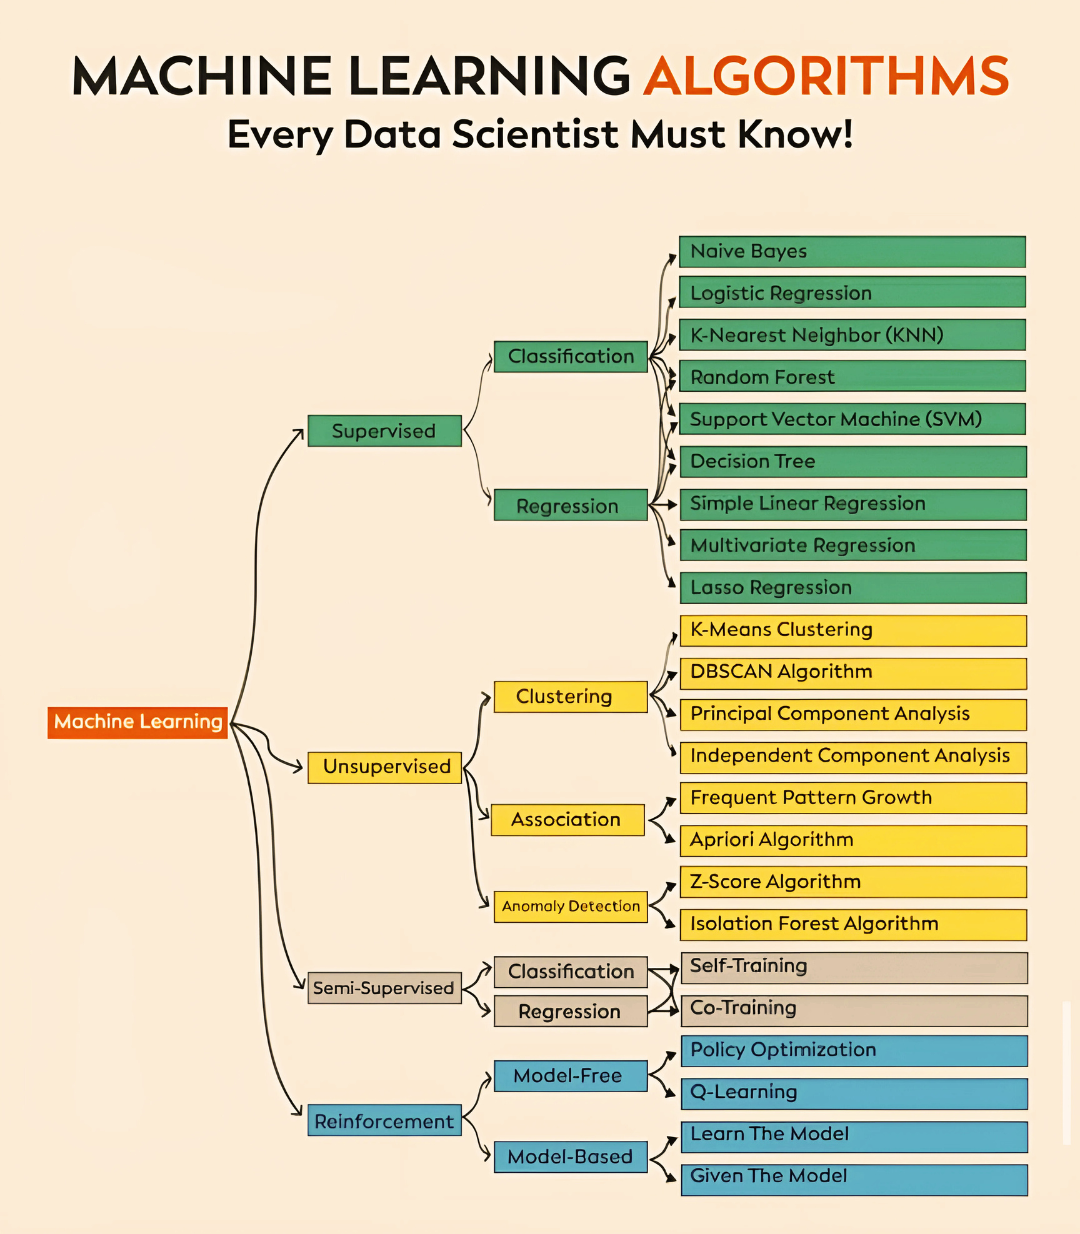 MACHINE LEARNING ALGORITHMS
Every Data Scientist Must Know!
Machine Learning
Supervised
Classification
Regression
Naive Bayes
Logistic Regression
K-Nearest Neighbor (KNN)
Random Forest
Support Vector Machine (SVM)
Decision Tree
Simple Linear Regression
Multivariate Regression
Lasso Regression
Unsupervised
Clustering
K-Means Clustering
DBSCAN Algorithm
Principal Component Analysis
Independent Component Analysis
Association
Frequent Pattern Growth
Apriori Algorithm
Anomaly Detection
Z-Score Algorithm
Isolation Forest Algorithm
Semi-Supervised
Classification
Regression
Self-Training
Co-Training
Reinforcement
Model-Free
Policy Optimization
Q-Learning
Model-Based
Learn The Model
Given The Model